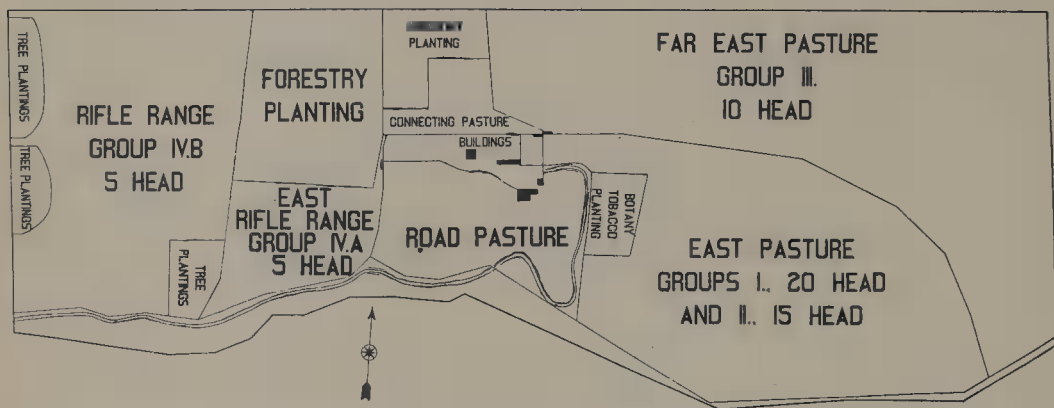 TREE PLANTINGS
TREE PLANTINGS
RIFLE RANGE
GROUP IV.B
5 HEAD
TREE
PLANTINGS
FORESTRY
PLANTING
EAST
RIFLE RANGE
GROUP IV.A
5 HEAD
PLANTING
CONNECTING PASTURE
BUILDINGS
ROAD PASTURE
BOTANY
TOBACCO
PLANTING
FAR EAST PASTURE
GROUP III.
10 HEAD
EAST PASTURE
GROUPS I., 20 HEAD
AND II., 15 HEAD